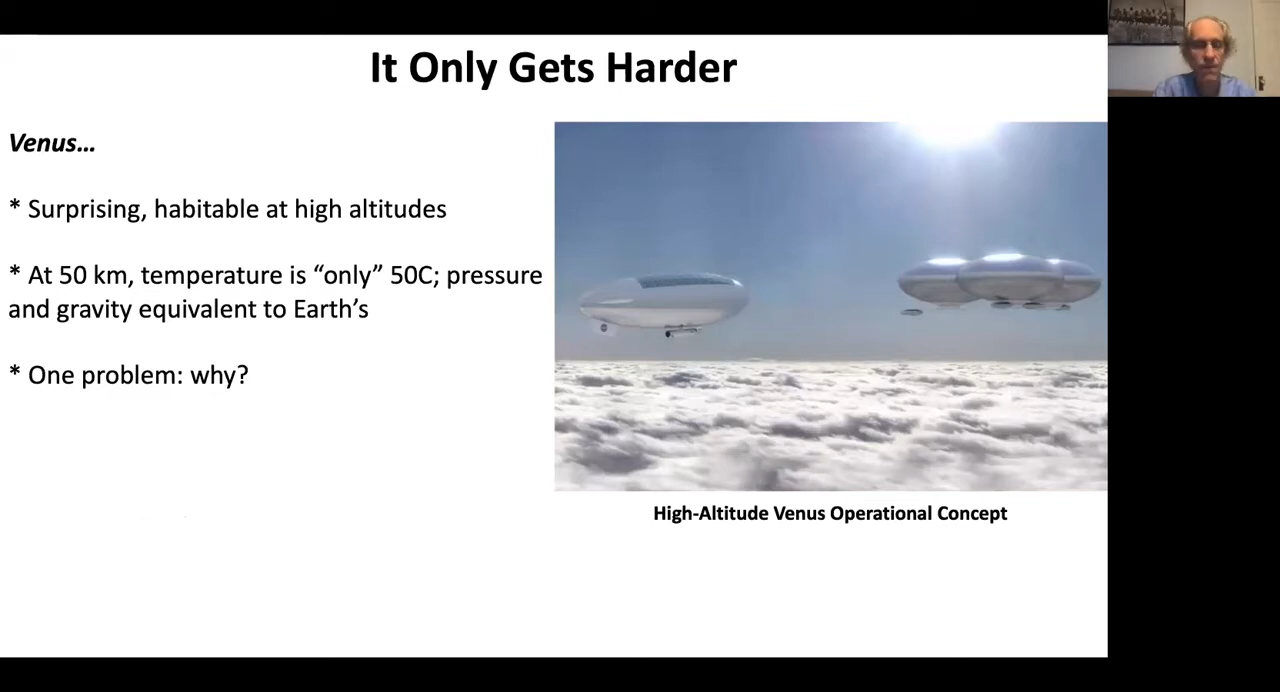 It Only Gets Harder
Venus...
* Surprising, habitable at high altitudes
* At 50 km, temperature is “only” 50C; pressure
and gravity equivalent to Earth’s
* One problem: why?
High-Altitude Venus Operational Concept